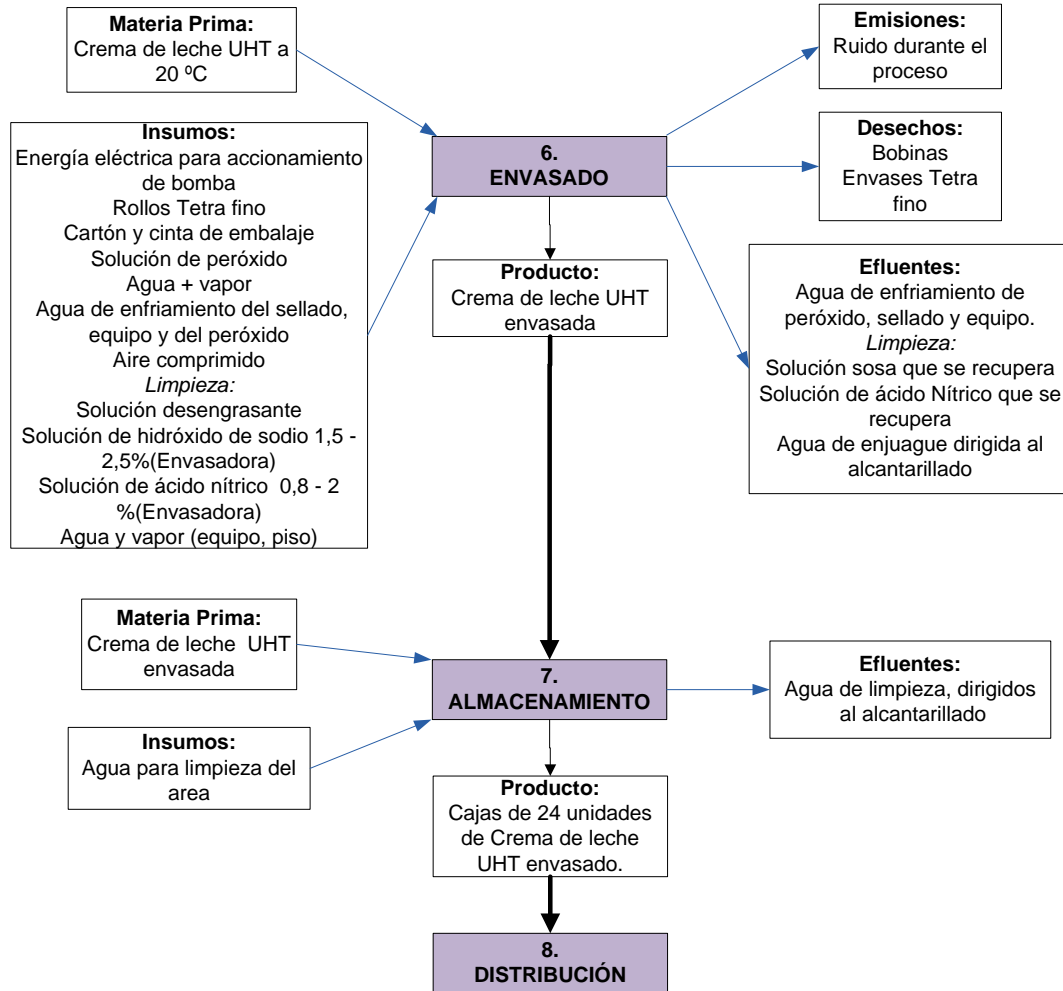 Materia Prima:
Crema de leche UHT a
20 ºC
Emisiones:
Ruido durante el
proceso
Insumos:
Energía eléctrica para accionamiento
de bomba
Rollos Tetra fino
Cartón y cinta de embalaje
Solución de peróxido
Agua + vapor
Agua de enfriamiento del sellado,
equipo y del peróxido
Aire comprimido
Limpieza:
Solución desengrasante
Solución de hidróxido de sodio 1,5 -
2,5%(Envasadora)
Solución de ácido nítrico 0,8 - 2
%(Envasadora)
Agua y vapor (equipo, piso)
6.
ENVASADO
Desechos:
Bobinas
Envases Tetra
fino
Producto:
Crema de leche UHT
envasada
Efluentes:
Agua de enfriamiento de
peróxido, sellado y equipo.
Limpieza:
Solución sosa que se recupera
Solución de ácido Nítrico que se
recupera
Agua de enjuague dirigida al
alcantarillado
Materia Prima:
Crema de leche UHT
envasada
7.
ALMACENAMIENTO
Efluentes:
Agua de limpieza, dirigidos
al alcantarillado
Insumos:
Agua para limpieza del
area
Producto:
Cajas de 24 unidades
de Crema de leche
UHT envasado.
8.
DISTRIBUCIÓN